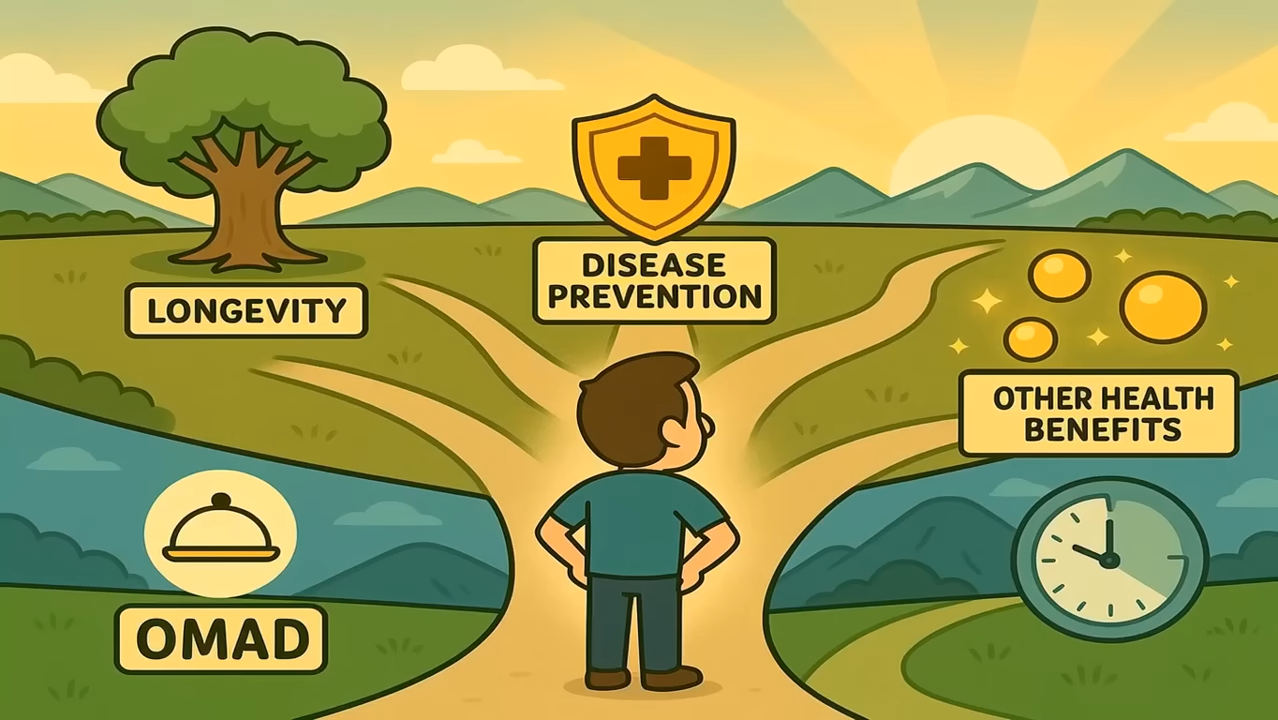 LONGEVITY
DISEASE
PREVENTION
OTHER HEALTH
BENEFITS
OMAD